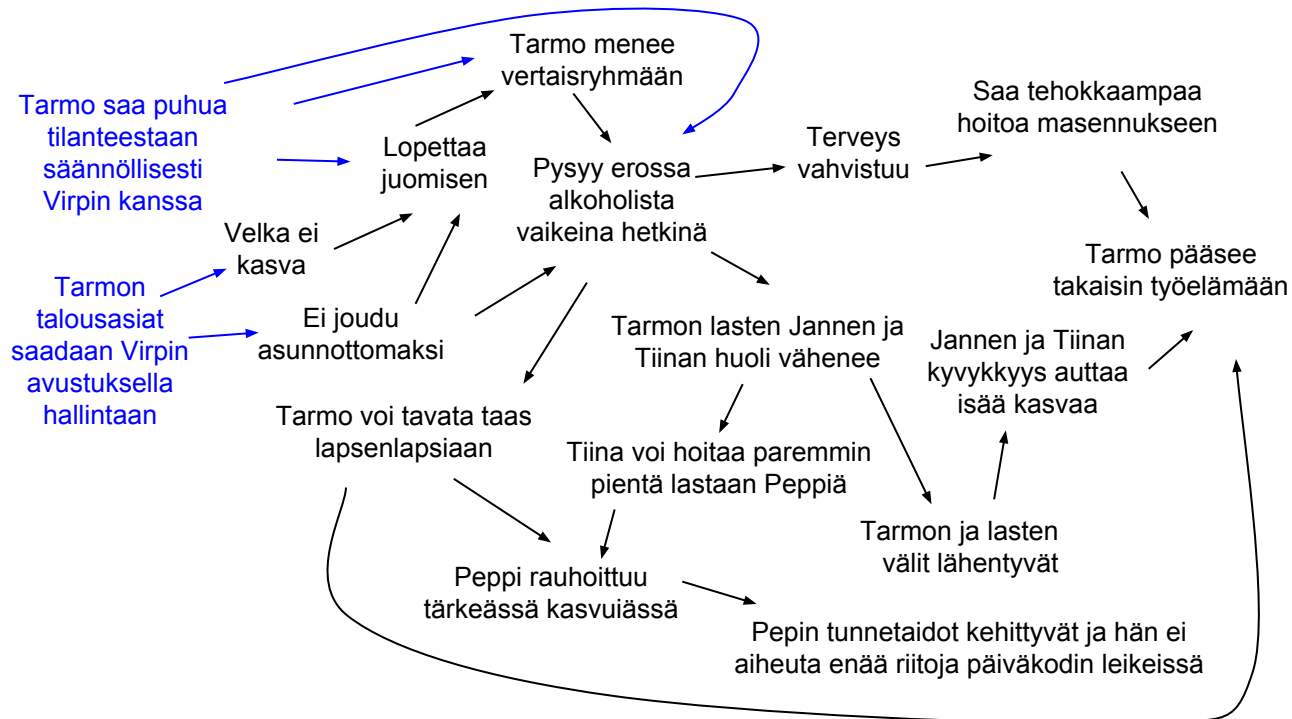 Tarmo menee
vertaisryhmään
Tarmo saa puhua
tilanteestaan
säännöllisesti
Virpin kanssa
Lopettaa
juomisen
Pysyy erossa
alkoholista
vaikeina hetkinä
Terveys
vahvistuu
Saa tehokkaampaa
hoitoa masennukseen
Velka ei
kasva
Tarmo pääsee
takaisin työelämään
Tarmon
talousasiat
saadaan Virpin
avustuksella
hallintaan
Ei joudu
asunnottomaksi
Tarmon lasten Jannen ja
Tiinan huoli vähenee
Jannen ja Tiinan
kyvykkyys auttaa
isää kasvaa
Tarmo voi tavata taas
lapsenlapsiaan
Tiina voi hoitaa paremmin
pientä lastaan Peppiä
Tarmon ja lasten
välit lähentyvät
Peppi rauhoittuu
tärkeässä kasvuiässä
Pepin tunnetaidot kehittyvät ja hän ei
aiheuta enää riitoja päiväkodin leikeissä